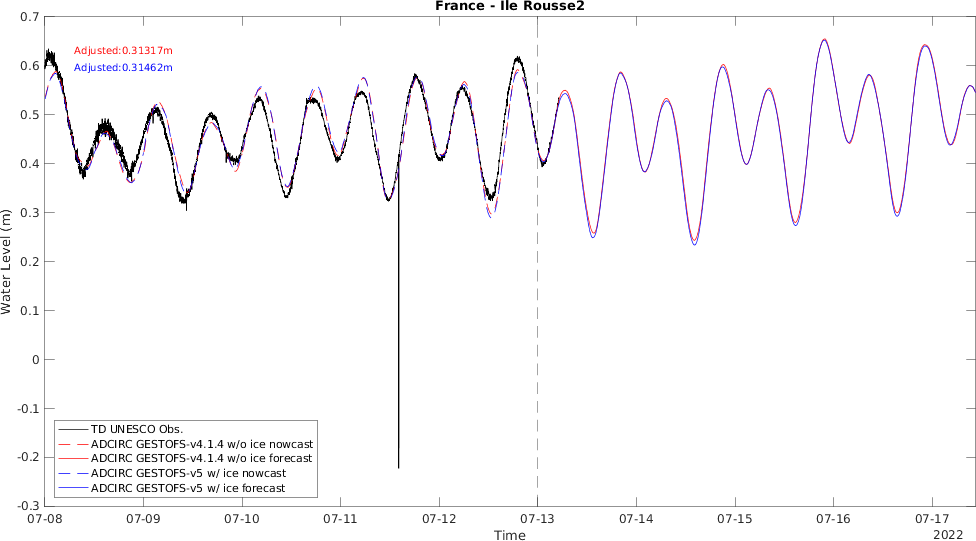 France - Ile Rousse2
Adjusted:0.31317m
Adjusted:0.31462m
0.7
0.6
0.5
0.4
0.3
0.2
0.1
0
-0.1
-0.2
-0.3
Water Level (m)
TD UNESCO Obs.
ADCIRC GESTOFS-v4.1.4 w/o ice nowcast
ADCIRC GESTOFS-v4.1.4 w/o ice forecast
ADCIRC GESTOFS-v5 w/ ice nowcast
ADCIRC GESTOFS-v5 w/ ice forecast
07-08 07-09 07-10 07-11 07-12 07-13 07-14 07-15 07-16 07-17
Time
2022